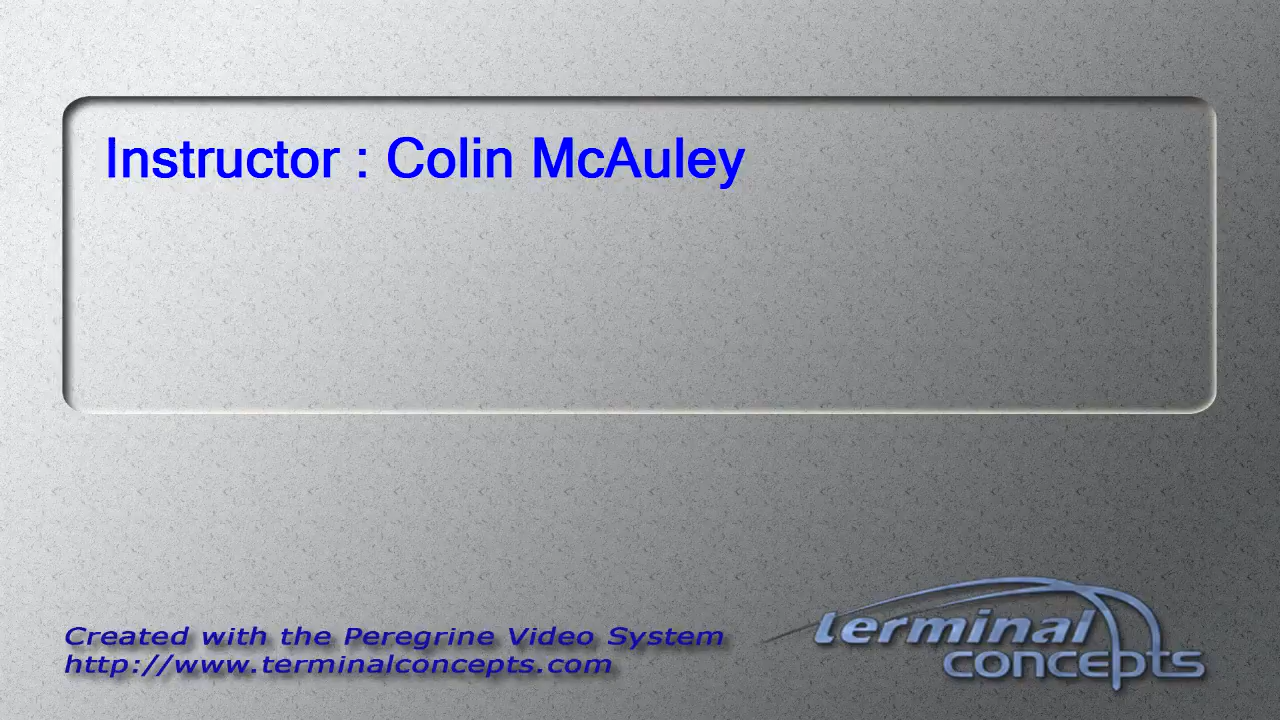 Instructor : Colin McAuley
Created with the Peregrine Video System
http://www.terminalconcepts.com
terminal
concepts